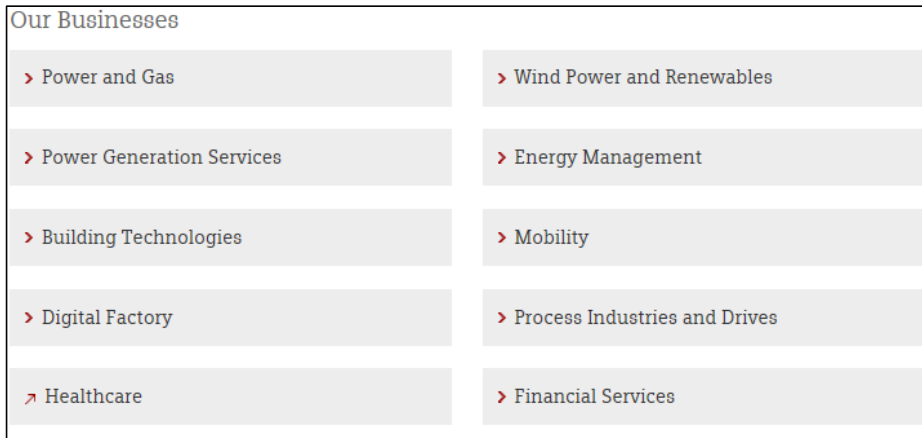 Our Businesses
Power and Gas
Wind Power and Renewables
Power Generation Services
Energy Management
Building Technologies
Mobility
Digital Factory
Process Industries and Drives
Healthcare
Financial Services